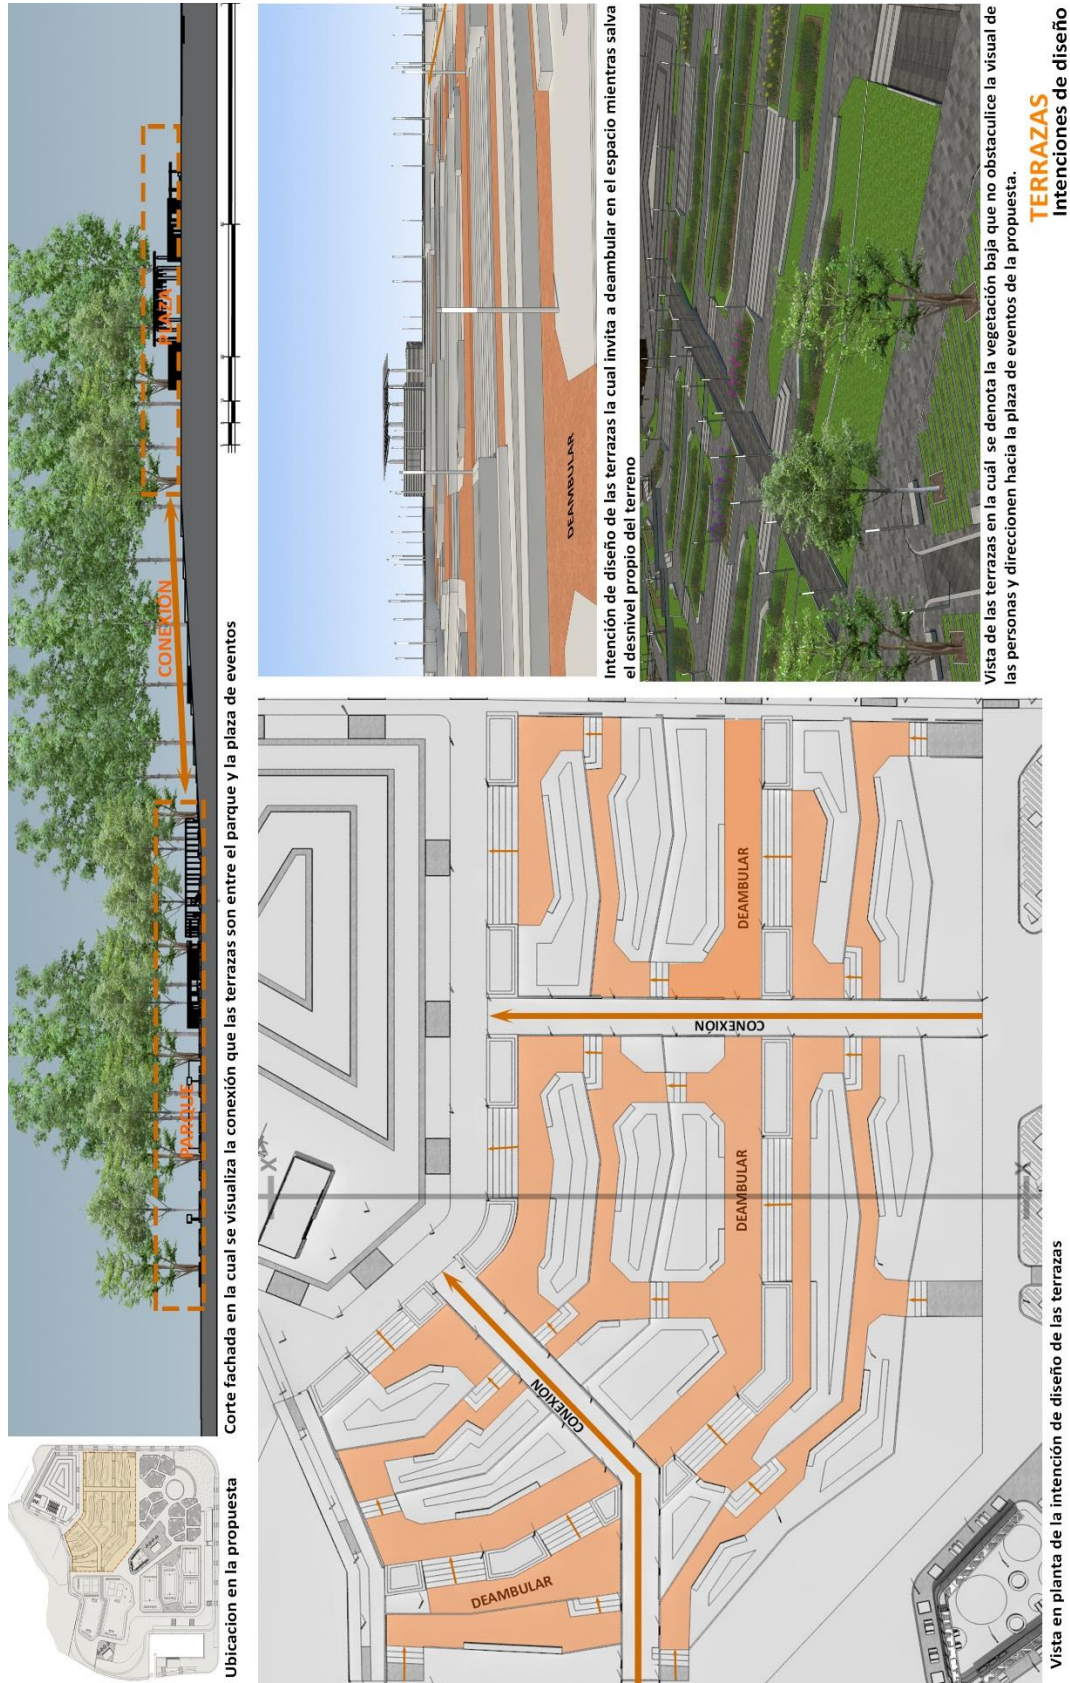 Ubicacion en la propuesta
PARQUE
CONEXIÓN
PLAZA
Corte fachada en la cual se visualiza la conexión que las terrazas son entre el parque y la plaza de eventos
DEAMBULAR
CONEXIÓN
DEAMBULAR
CONEXIÓN
DEAMBULAR
X
X'
Vista en planta de la intención de diseño de las terrazas
DEAMBULAR
Intención de diseño de las terrazas la cual invita a deambular en el espacio mientras salva
el desnivel propio del terreno
Vista de las terrazas en la cuál se denota la vegetación baja que no obstaculice la visual de
las personas y direccionen hacia la plaza de eventos de la propuesta.
TERRAZAS
Intenciones de diseño